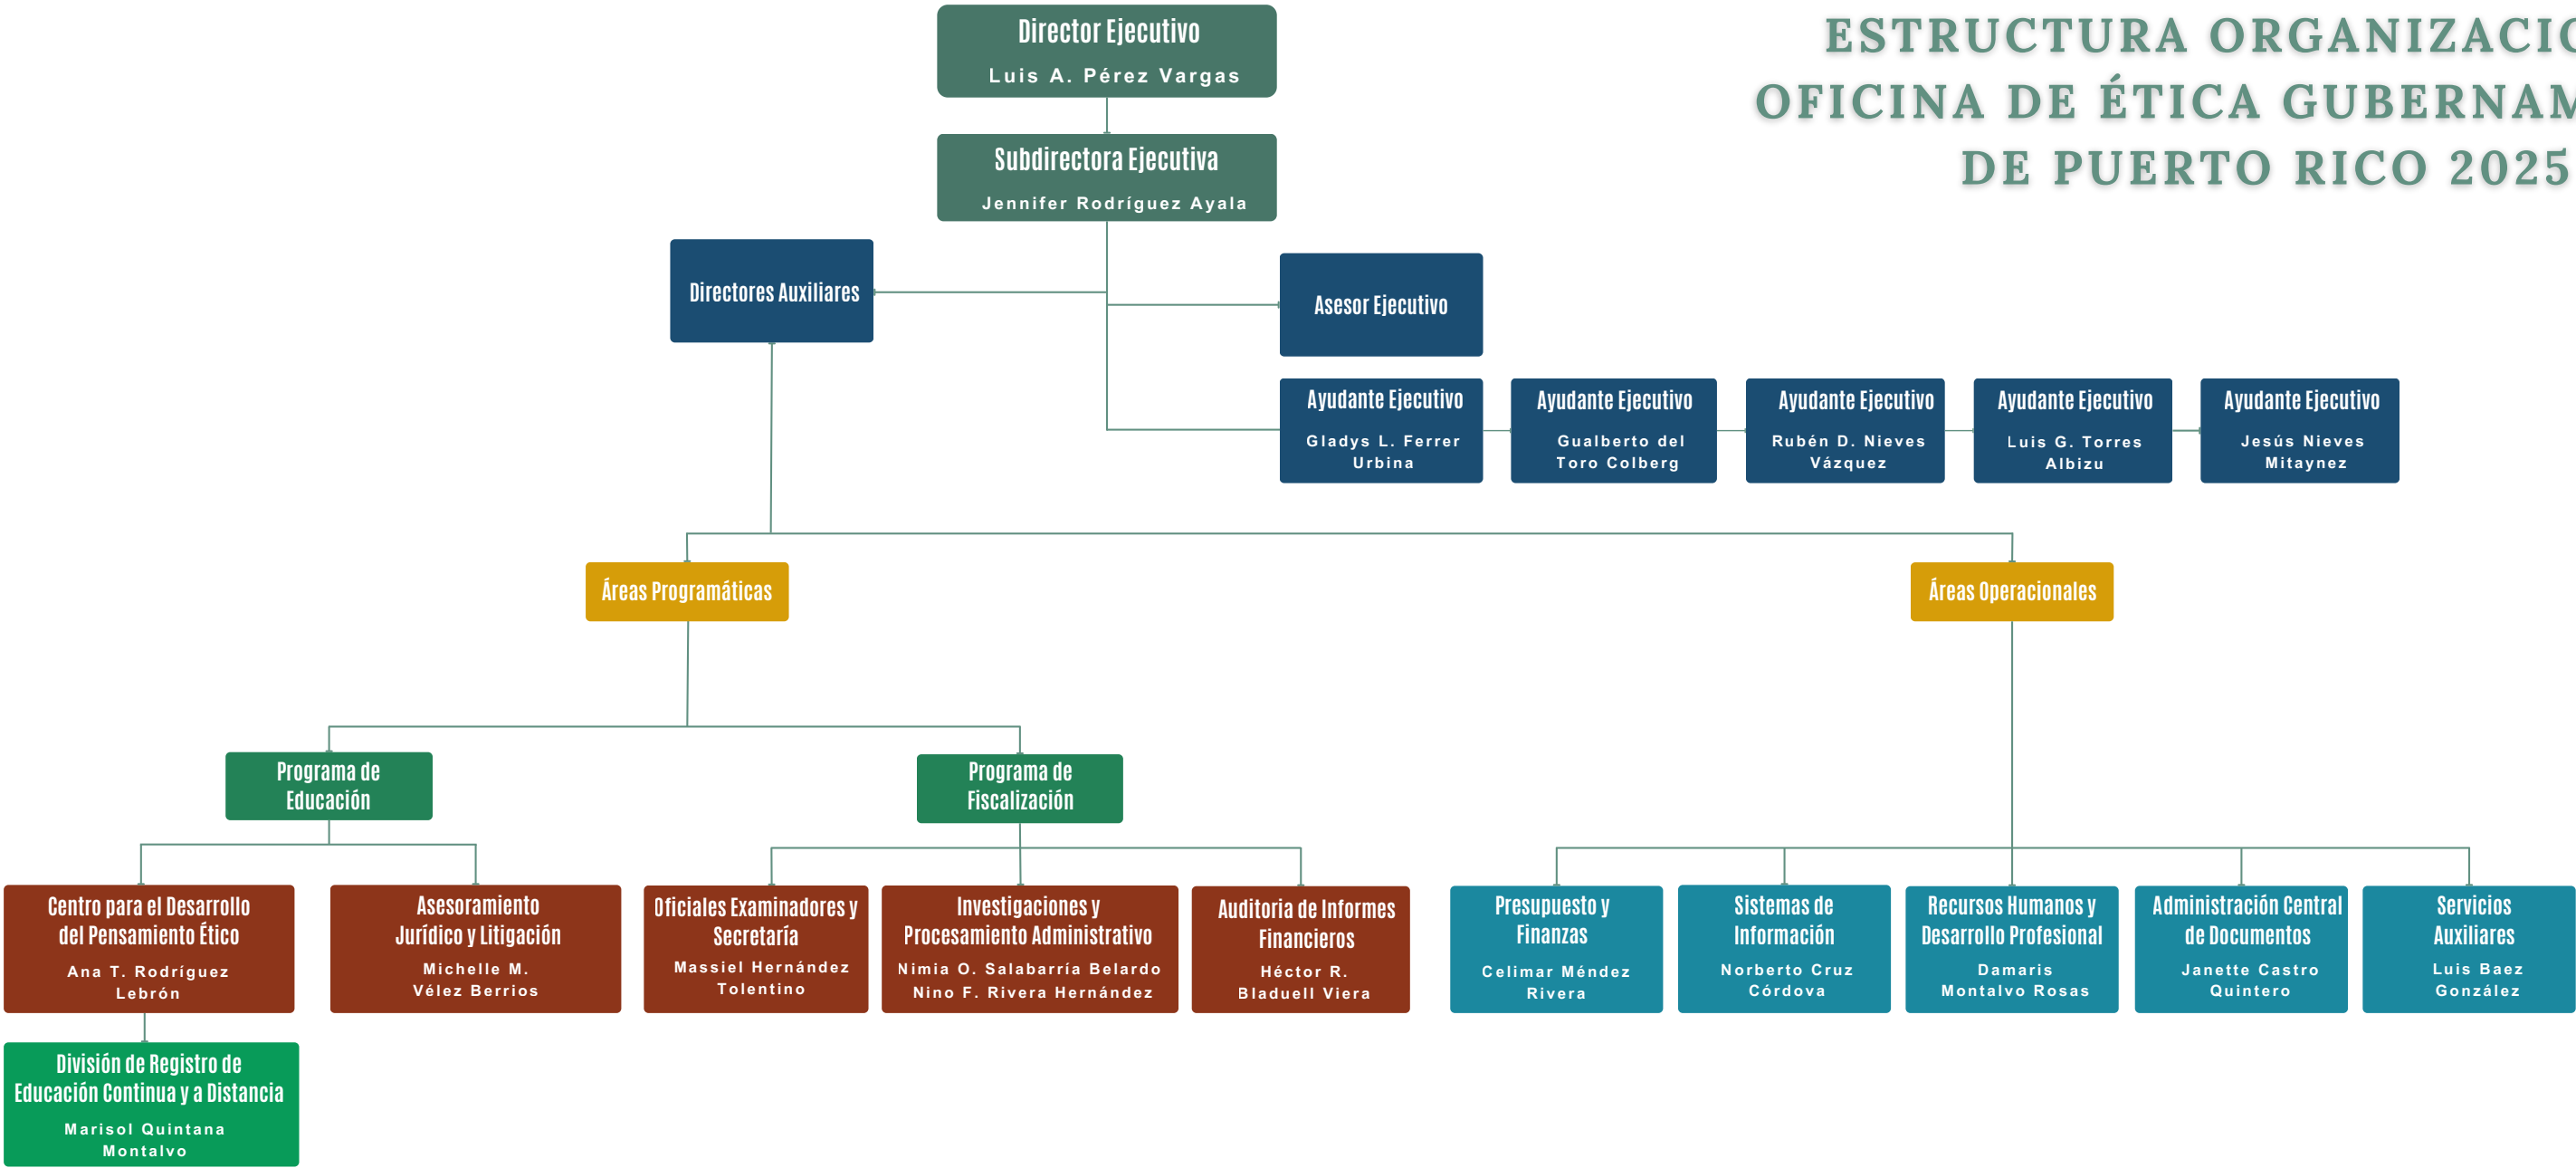 ESTRUCTURA
OFICINA DE ÉTICA
DE PUERTO RICO 2025
Director Ejecutivo
Luis A. Pérez Vargas
Subdirectora Ejecutiva
Jennifer Rodríguez Ayala
Directores Auxiliares
Asesor Ejecutivo
Ayudante Ejecutivo
Gladys L. Ferrer
Urbina
Ayudante Ejecutivo
Gualberto del
Toro Colberg
Ayudante Ejecutivo
Rubén D. Nieves
Vázquez
Ayudante Ejecutivo
Luis G. Torres
Albizu
Ayudante Ejecutivo
Jesús Nieves
Mitaynez
Áreas Programáticas
Áreas Operacionales
Programa de
Educación
Programa de
Fiscalización
Centro para el Desarrollo
del Pensamiento Ético
Ana T. Rodríguez
Lebrón
Asesoramiento
Jurídico y Litigación
Michelle M.
Vélez Berrios
Oficiales Examinadores y
Secretaría
Massiel Hernández
Tolentino
Investigaciones y
Procesamiento Administrativo
Nimia O. Salabarría Belardo
Nino F. Rivera Hernández
Auditoria de Informes
Financieros
Héctor R.
Bladuell Viera
Presupuesto y
Finanzas
Celimar Méndez
Rivera
Sistemas de
Información
Norberto Cruz
Córdova
Recursos Humanos y
Desarrollo Profesional
Damaris
Montalvo Rosas
Administración Central
de Documentos
Janette Castro
Quintero
Servicios
Auxiliares
Luis Baez
González
División de Registro de
Educación Continua y a Distancia
Marisol Quintana
Montalvo